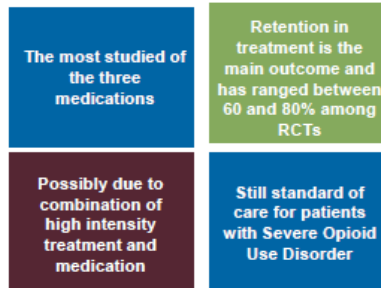 The most studied of
the three
medications
Retention in
treatment is the
main outcome and
has ranged between
60 and 80% among
RCTs
Possibly due to
combination of
high intensity
treatment and
medication
Still standard of
care for patients
with Severe Opioid
Use Disorder